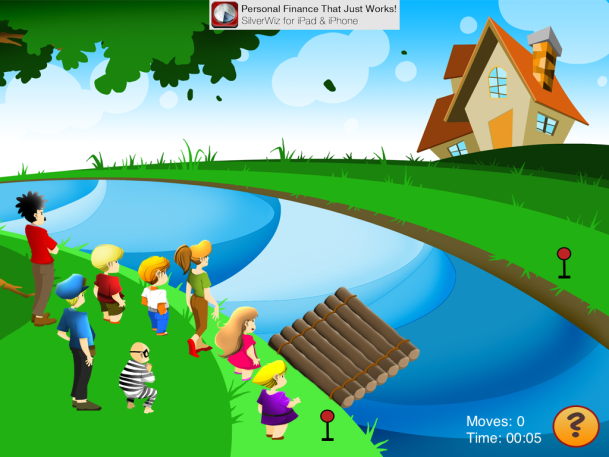 Personal Finance That Just Works!
SilverWiz for iPad & iPhone
Moves: 0
Time: 00:05
?